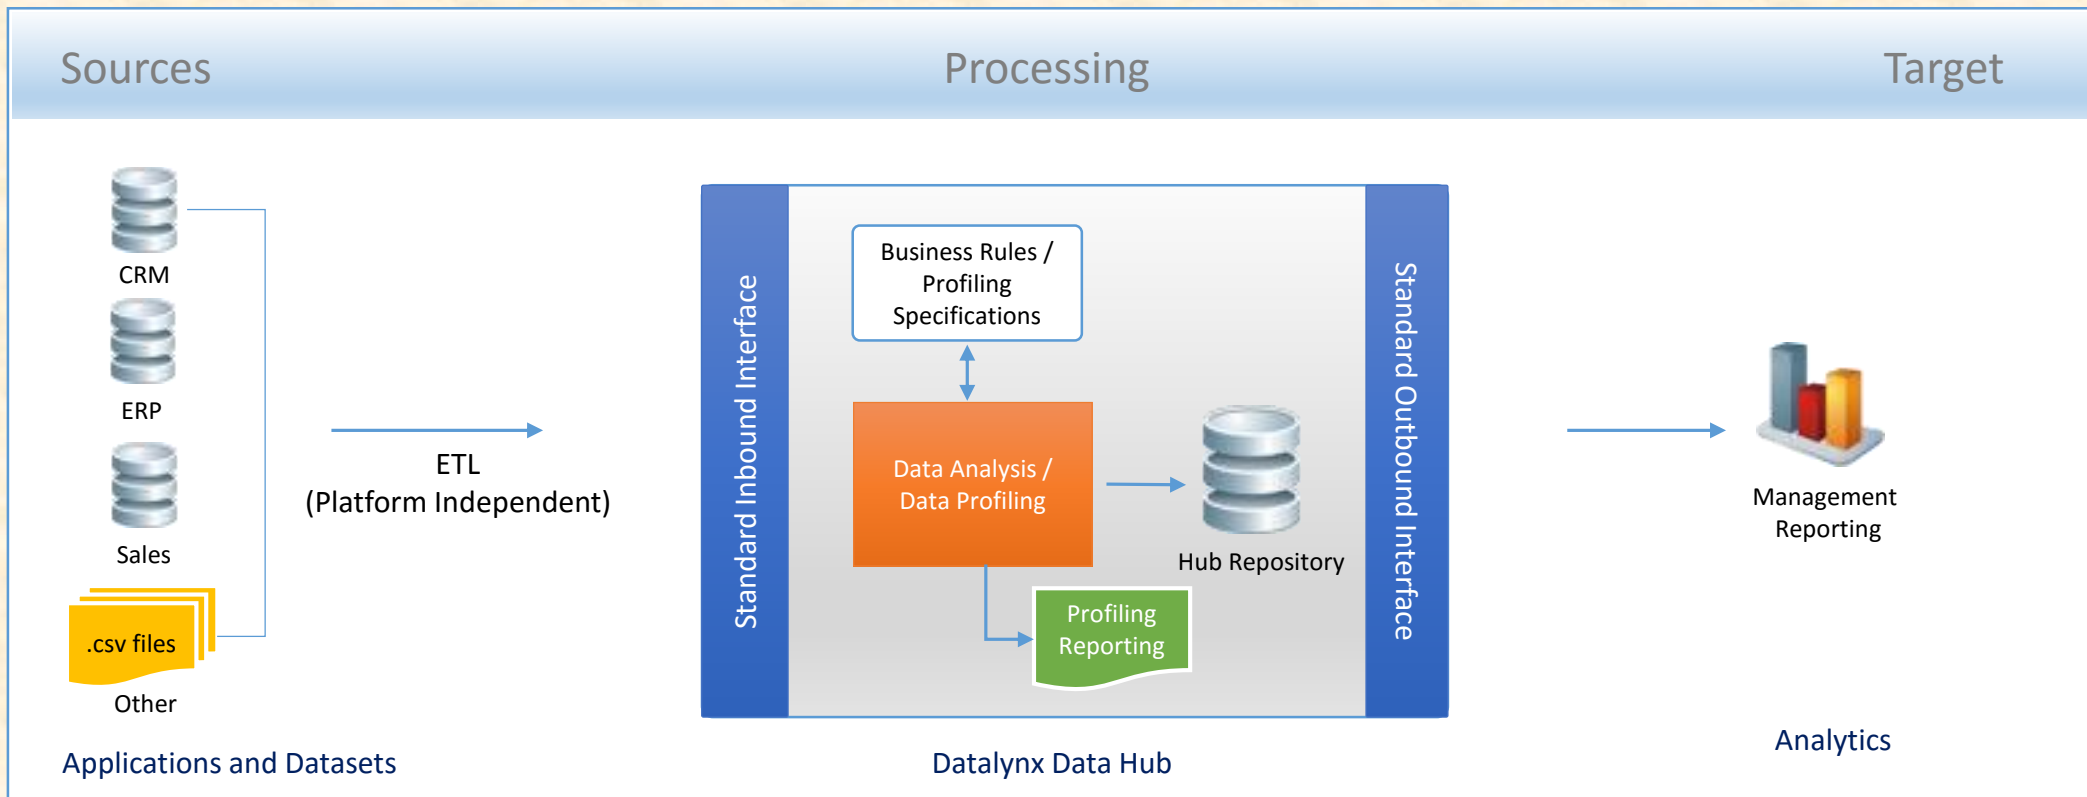 Sources
Processing
Target
CRM
ERP
Sales
.csv files
Other
Applications and Datasets
ETL
(Platform Independent)
Standard Inbound Interface
Business Rules /
Profiling
Specifications
Data Analysis /
Data Profiling
Hub Repository
Profiling
Reporting
Standard Outbound Interface
Datalynx Data Hub
Management
Reporting
Analytics